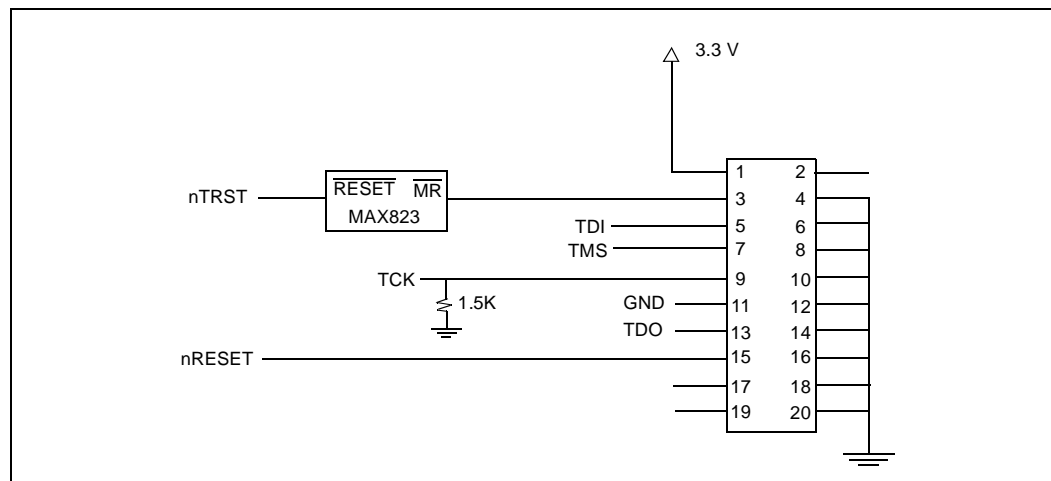 3.3 V
1 2
nTRST RESET MR 3 4
MAX823
TDI 5 6
TMS 7 8
TCK 9 10
1.5K GND 11 12
TDO 13 14
nRESET 15 16
17 18
19 20